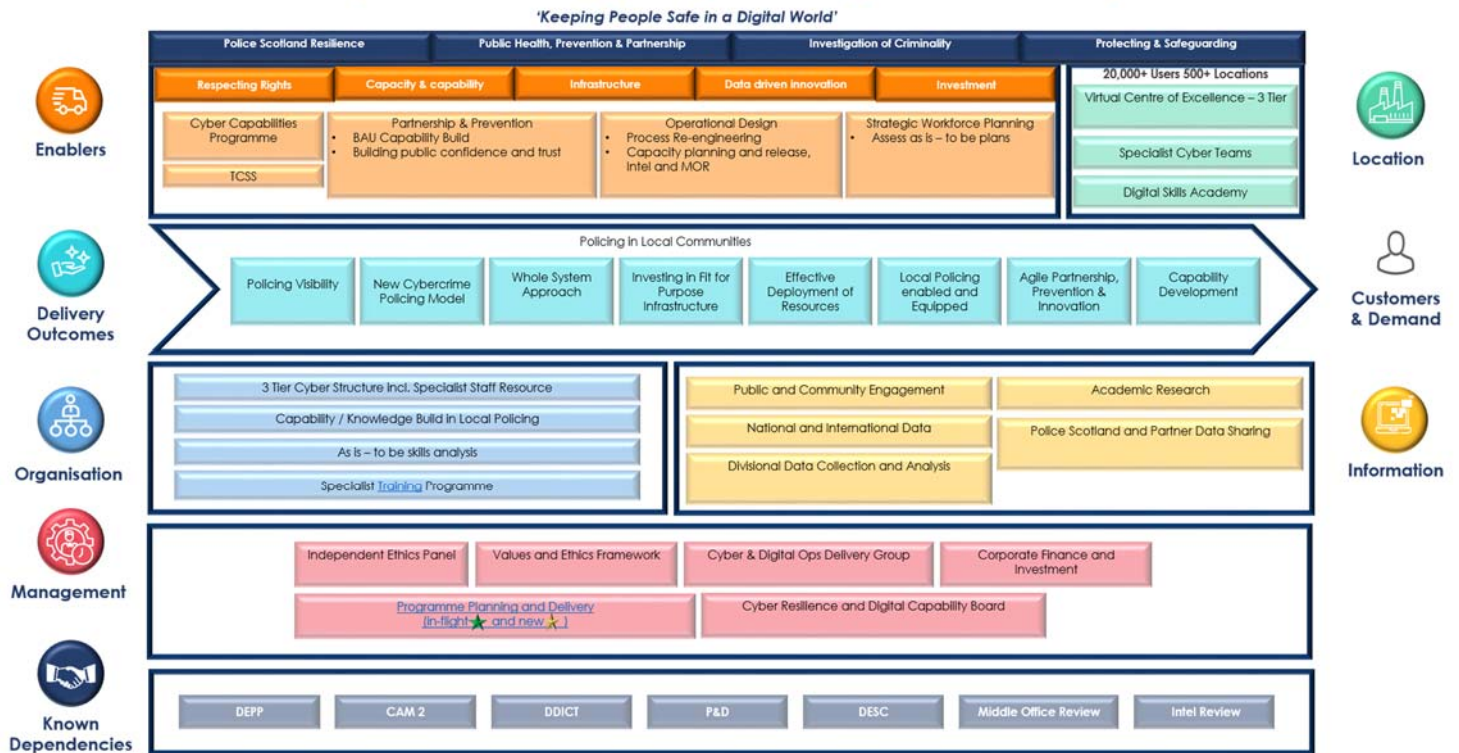 'Keeping People Safe in a Digital World'
Police Scotland Resilience
Public Health, Prevention & Partnership
Investigation of Criminality
Protecting & Safeguarding
Enablers
Respecting Rights
Capacity & capability
Infrastructure
Data driven innovation
Investment
Cyber Capabilities
Programme
TCSS
Partnership & Prevention
• BAU Capability Build
• Building public confidence and trust
Operational Design
• Process Re-engineering
• Capacity planning and release,
Intel and MOR
Strategic Workforce Planning
• Assess as is – to be plans
20,000+ Users 500+ Locations
Virtual Centre of Excellence – 3 Tier
Specialist Cyber Teams
Digital Skills Academy
Location
Delivery
Outcomes
Policing in Local Communities
Policing Visibility
New Cybercrime
Policing Model
Whole System
Approach
Investing in Fit for
Purpose
Infrastructure
Effective
Deployment of
Resources
Local Policing
enabled and
Equipped
Agile Partnership,
Prevention &
Innovation
Capability
Development
Customers
& Demand
Organisation
3 Tier Cyber Structure incl. Specialist Staff Resource
Capability / Knowledge Build in Local Policing
As is – to be skills analysis
Specialist Training Programme
Public and Community Engagement
National and International Data
Divisional Data Collection and Analysis
Academic Research
Police Scotland and Partner Data Sharing
Information
Management
Independent Ethics Panel
Values and Ethics Framework
Cyber & Digital Ops Delivery Group
Corporate Finance and
Investment
Programme Planning and Delivery
(in-flight and new )
Cyber Resilience and Digital Capability Board
Known
Dependencies
DEPP
CAM 2
DDICT
P&D
DESC
Middle Office Review
Intel Review